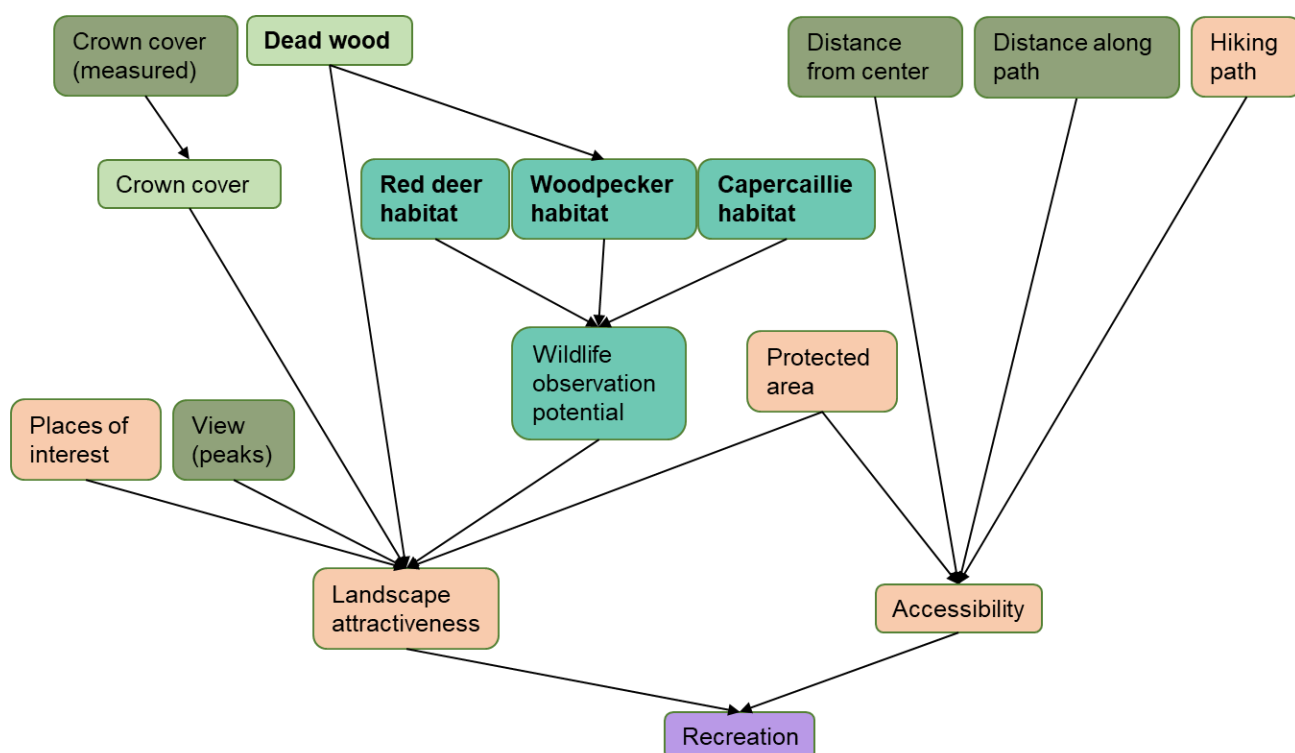 Crown cover
(measured)
Dead wood
Distance
from center
Distance along
path
Hiking
path
Crown cover
Red deer
habitat
Woodpecker
habitat
Capercaillie
habitat
Wildlife
observation
potential
Protected
area
Places of
interest
View
(peaks)
Landscape
attractiveness
Accessibility
Recreation